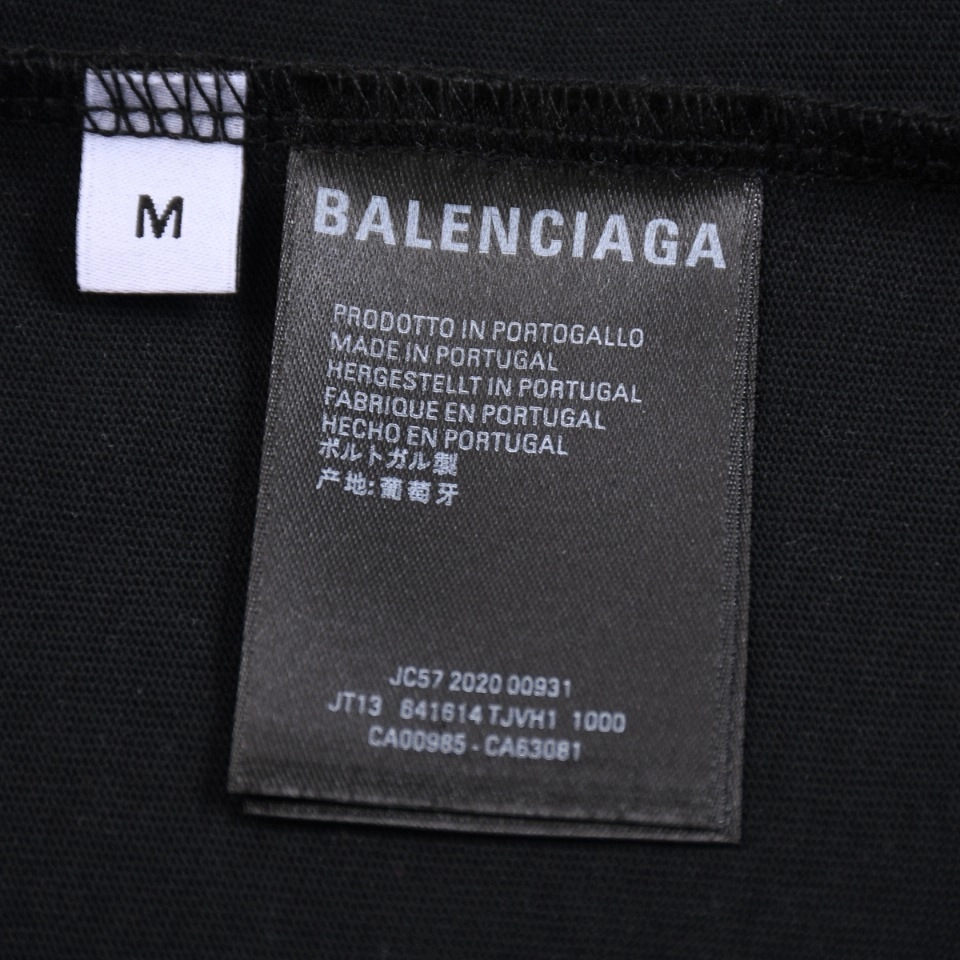 M
BALENCIAGA
PRODOTTO IN PORTOGALLO
MADE IN PORTUGAL
HERGESTELLT IN PORTUGAL
FABRIQUE EN PORTUGAL
HECHO EN PORTUGAL
ポルトガル製
产地:葡萄牙
JC57 2020 00931
JT13 641614 TJVH1 1000
CA00985 - CA63081